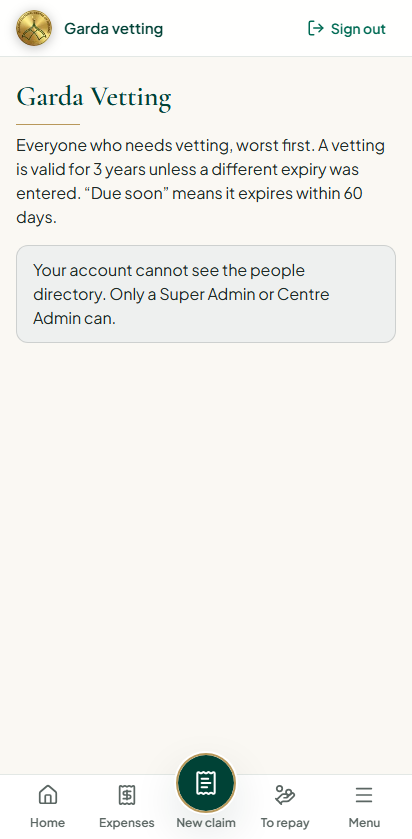 Garda vetting
Sign out
Garda Vetting
Everyone who needs vetting, worst first. A vetting
is valid for 3 years unless a different expiry was
entered. “Due soon” means it expires within 60
days.
Your account cannot see the people
directory. Only a Super Admin or Centre
Admin can.
Home
Expenses
New claim
To repay
Menu